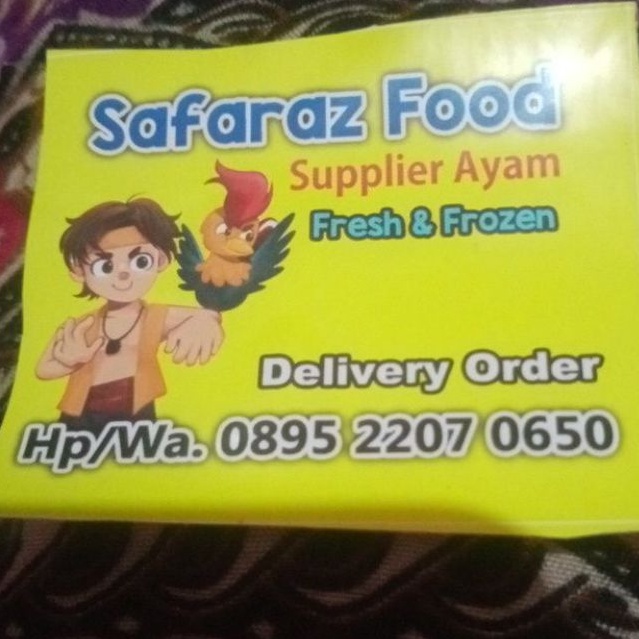 Safaraz Food
Supplier Ayam
Fresh & Frozen
Delivery Order
Hp/Wa. 0895 2207 0650